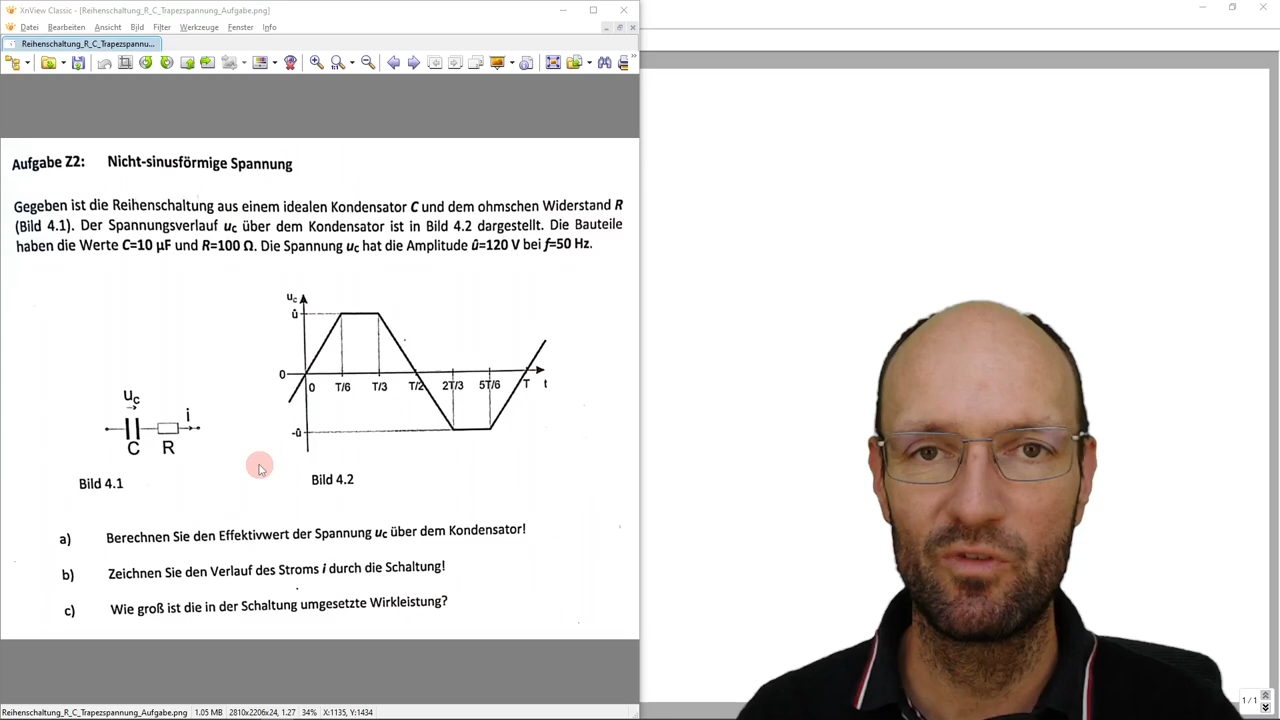 XnView Classic - [Reihenschaltung_R_C_Trapezspannung_Aufgabe.png]
Datei Bearbeiten Ansicht Bild Filter Werkzeuge Fenster Info
Reihenschaltung_R_C_Trapezspannu...
Aufgabe Z2: Nicht-sinusförmige Spannung
Gegeben ist die Reihenschaltung aus einem idealen Kondensator C und dem ohmschen Widerstand R
(Bild 4.1). Der Spannungsverlauf uc über dem Kondensator ist in Bild 4.2 dargestellt. Die Bauteile
haben die Werte C=10 µF und R=100 Ω. Die Spannung uc hat die Amplitude û=120 V bei f=50 Hz.
uc
û
0
0 T/6 T/3 T/2 2T/3 5T/6 T t
-û
uc
i
C R
Bild 4.1
Bild 4.2
a) Berechnen Sie den Effektivwert der Spannung uc über dem Kondensator!
b) Zeichnen Sie den Verlauf des Stroms i durch die Schaltung!
c) Wie groß ist die in der Schaltung umgesetzte Wirkleistung?
Reihenschaltung_R_C_Trapezspannung_Aufgabe.png 1.05 MB 2810x2206x24, 1.27 34% X:1135, Y:1434
1/1